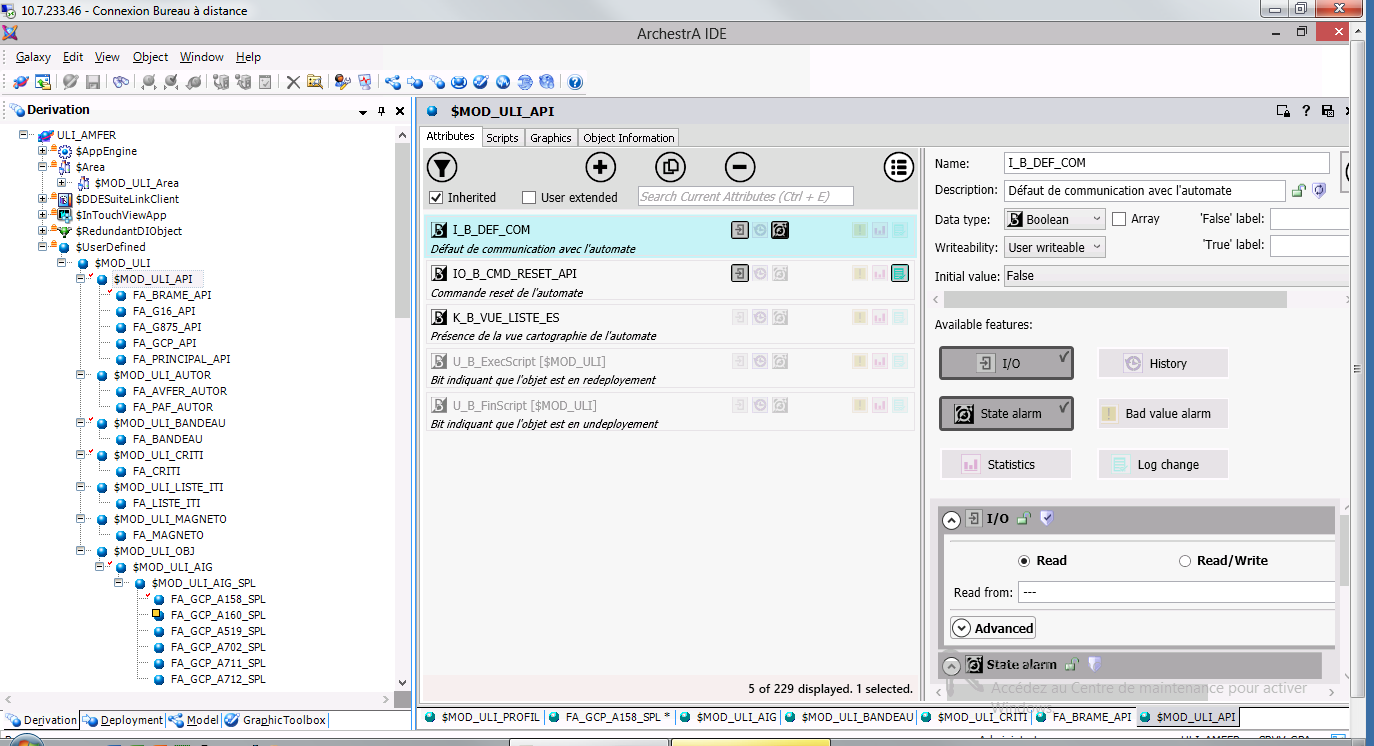 10.7.233.46 - Connexion Bureau à distance
ArchestrA IDE
Galaxy Edit View Object Window Help
Derivation
ULI_AMFER
$AppEngine
$Area
$MOD_ULI_Area
$DDESuiteLinkClient
$InTouchViewApp
$RedundantDIObject
$UserDefined
$MOD_ULI
$MOD_ULI_API
FA_BRAME_API
FA_G16_API
FA_G875_API
FA_GCP_API
FA_PRINCIPAL_API
$MOD_ULI_AUTOR
FA_AVFER_AUTOR
FA_PAF_AUTOR
$MOD_ULI_BANDEAU
FA_BANDEAU
$MOD_ULI_CRITI
FA_CRITI
$MOD_ULI_LISTE_ITI
FA_LISTE_ITI
$MOD_ULI_MAGNETO
FA_MAGNETO
$MOD_ULI_OBJ
$MOD_ULI_AIG
$MOD_ULI_AIG_SPL
FA_GCP_A158_SPL
FA_GCP_A160_SPL
FA_GCP_A519_SPL
FA_GCP_A702_SPL
FA_GCP_A711_SPL
FA_GCP_A712_SPL
Derivation Deployment Model GraphicToolbox
$MOD_ULI_API
Attributes Scripts Graphics Object Information
Inherited User extended Search Current Attributes (Ctrl + E)
I_B_DEF_COM
Défaut de communication avec l'automate
IO_B_CMD_RESET_API
Commande reset de l'automate
K_B_VUE_LISTE_ES
Présence de la vue cartographie de l'automate
U_B_ExecScript [$MOD_ULI]
Bit indiquant que l'objet est en redeployement
U_B_FinScript [$MOD_ULI]
Bit indiquant que l'objet est en undeployement
5 of 229 displayed. 1 selected.
Name: I_B_DEF_COM
Description: Défaut de communication avec l'automate
Data type: Boolean Array 'False' label:
Writeability: User writeable 'True' label:
Initial value: False
Available features:
I/O History
State alarm Bad value alarm
Statistics Log change
I/O
Read Read/Write
Read from: ---
Advanced
State alarm
Accédez au Centre de maintenance pour activer
Windows.
$MOD_ULI_PROFIL FA_GCP_A158_SPL * $MOD_ULI_AIG $MOD_ULI_BANDEAU $MOD_ULI_CRITI FA_BRAME_API $MOD_ULI_API